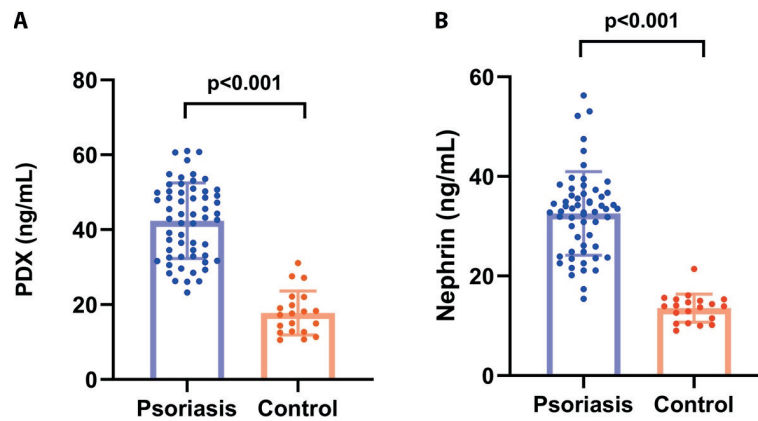 A
p<0.001
PDX (ng/mL)
80
60
40
20
0
Psoriasis Control
B
p<0.001
Nephrin (ng/mL)
60
40
20
0
Psoriasis Control